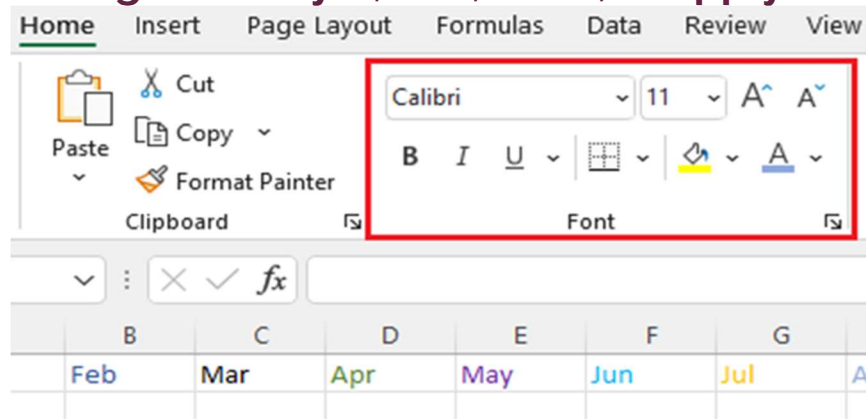 Home Insert Page Layout Formulas Data Review View
Cut
Calibri 11 A A
Copy
Paste
B I U A
Format Painter
Clipboard Font
fx
B C D E F G
Feb Mar Apr May Jun Jul A